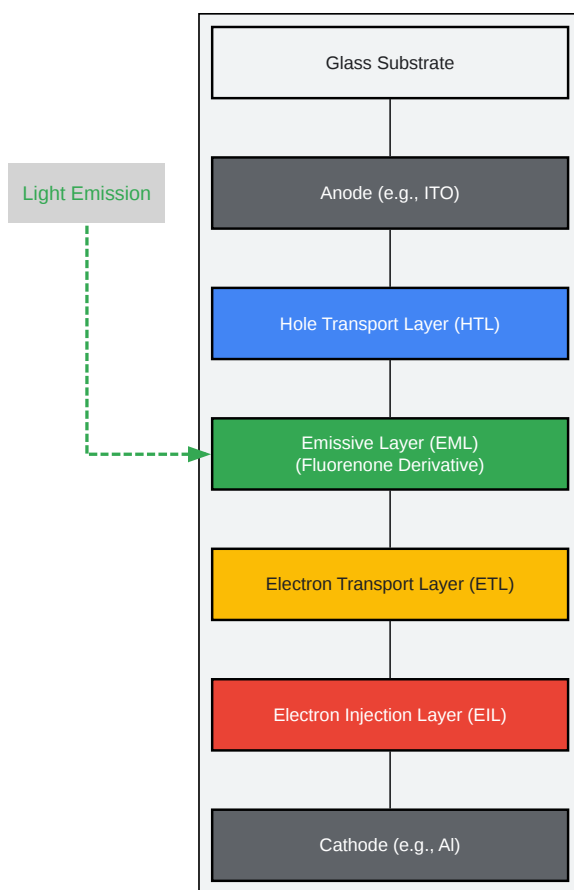 Glass Substrate
Anode (e.g., ITO)
Light Emission
Hole Transport Layer (HTL)
Emissive Layer (EML)
(Fluorenone Derivative)
Electron Transport Layer (ETL)
Electron Injection Layer (EIL)
Cathode (e.g., Al)